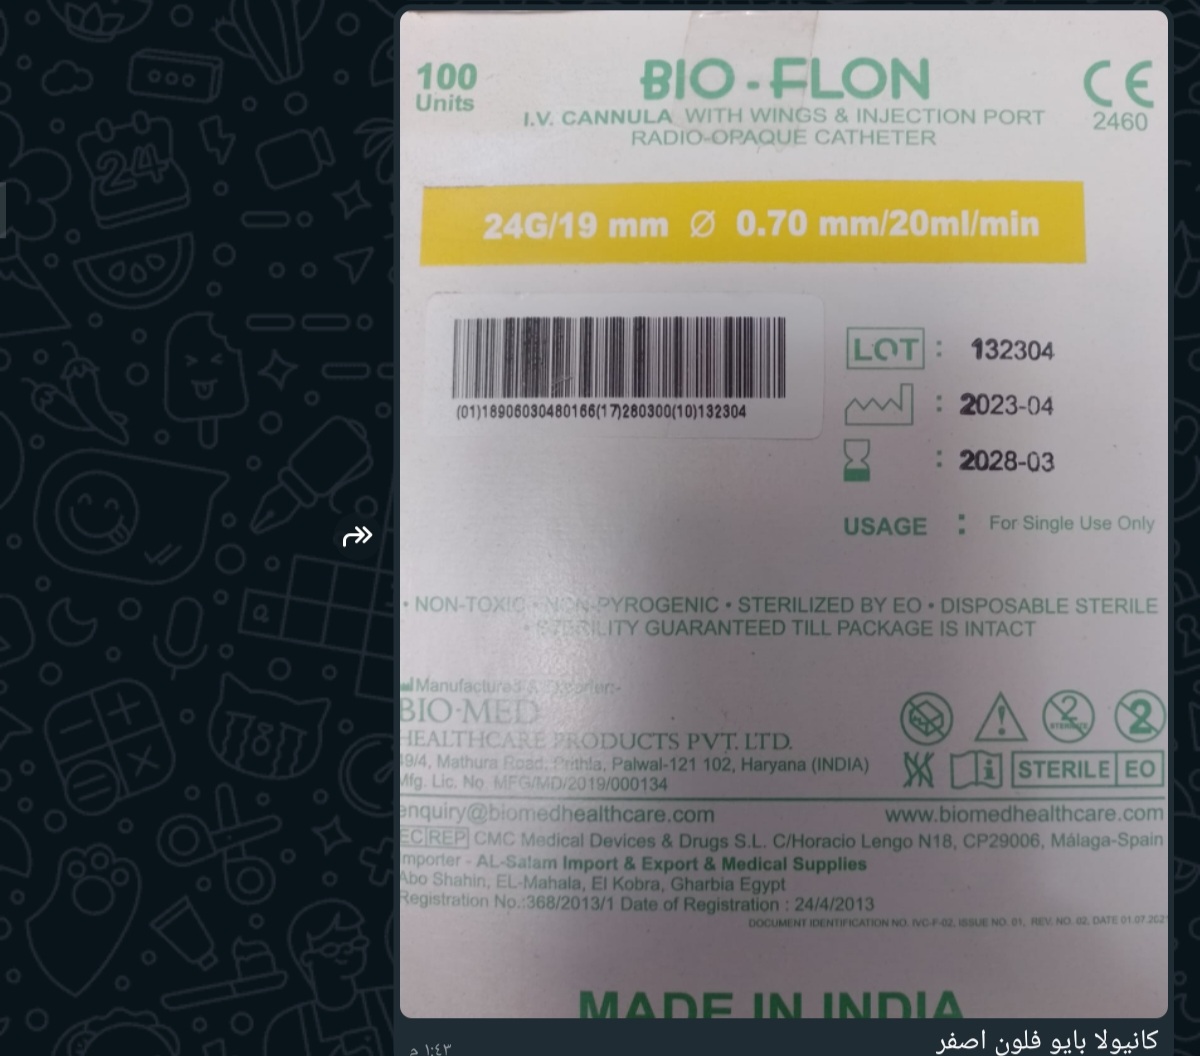 100
Units
BIO-FLON
I.V. CANNULA WITH WINGS & INJECTION PORT
RADIO-OPAQUE CATHETER
CE
2460
24G/19 mm Ø 0.70 mm/20ml/min
(01)18906030480166(17)280300(10)132304
LOT : 132304
: 2023-04
: 2028-03
USAGE : For Single Use Only
• NON-TOXIC • NON-PYROGENIC • STERILIZED BY EO • DISPOSABLE STERILE
• STERILITY GUARANTEED TILL PACKAGE IS INTACT
Manufactured & Exporter:-
BIO-MED
HEALTHCARE PRODUCTS PVT. LTD.
49/4, Mathura Road, Prithla, Palwal-121 102, Haryana (INDIA)
Mfg. Lic. No. MFG/MD/2019/000134
2
STERILIZE
2
STERILE EO
enquiry@biomedhealthcare.com
www.biomedhealthcare.com
EC REP CMC Medical Devices & Drugs S.L. C/Horacio Lengo N18, CP29006, Málaga-Spain
Importer - AL-Salam Import & Export & Medical Supplies
Abo Shahin, EL-Mahala, El Kobra, Gharbia Egypt
Registration No.:368/2013/1 Date of Registration : 24/4/2013
DOCUMENT IDENTIFICATION NO. IVC-F-02, ISSUE NO. 01, REV. NO. 02, DATE 01.07.202
MADE IN INDIA
كانيولا بايو فلون اصفر
١:٤٣ م